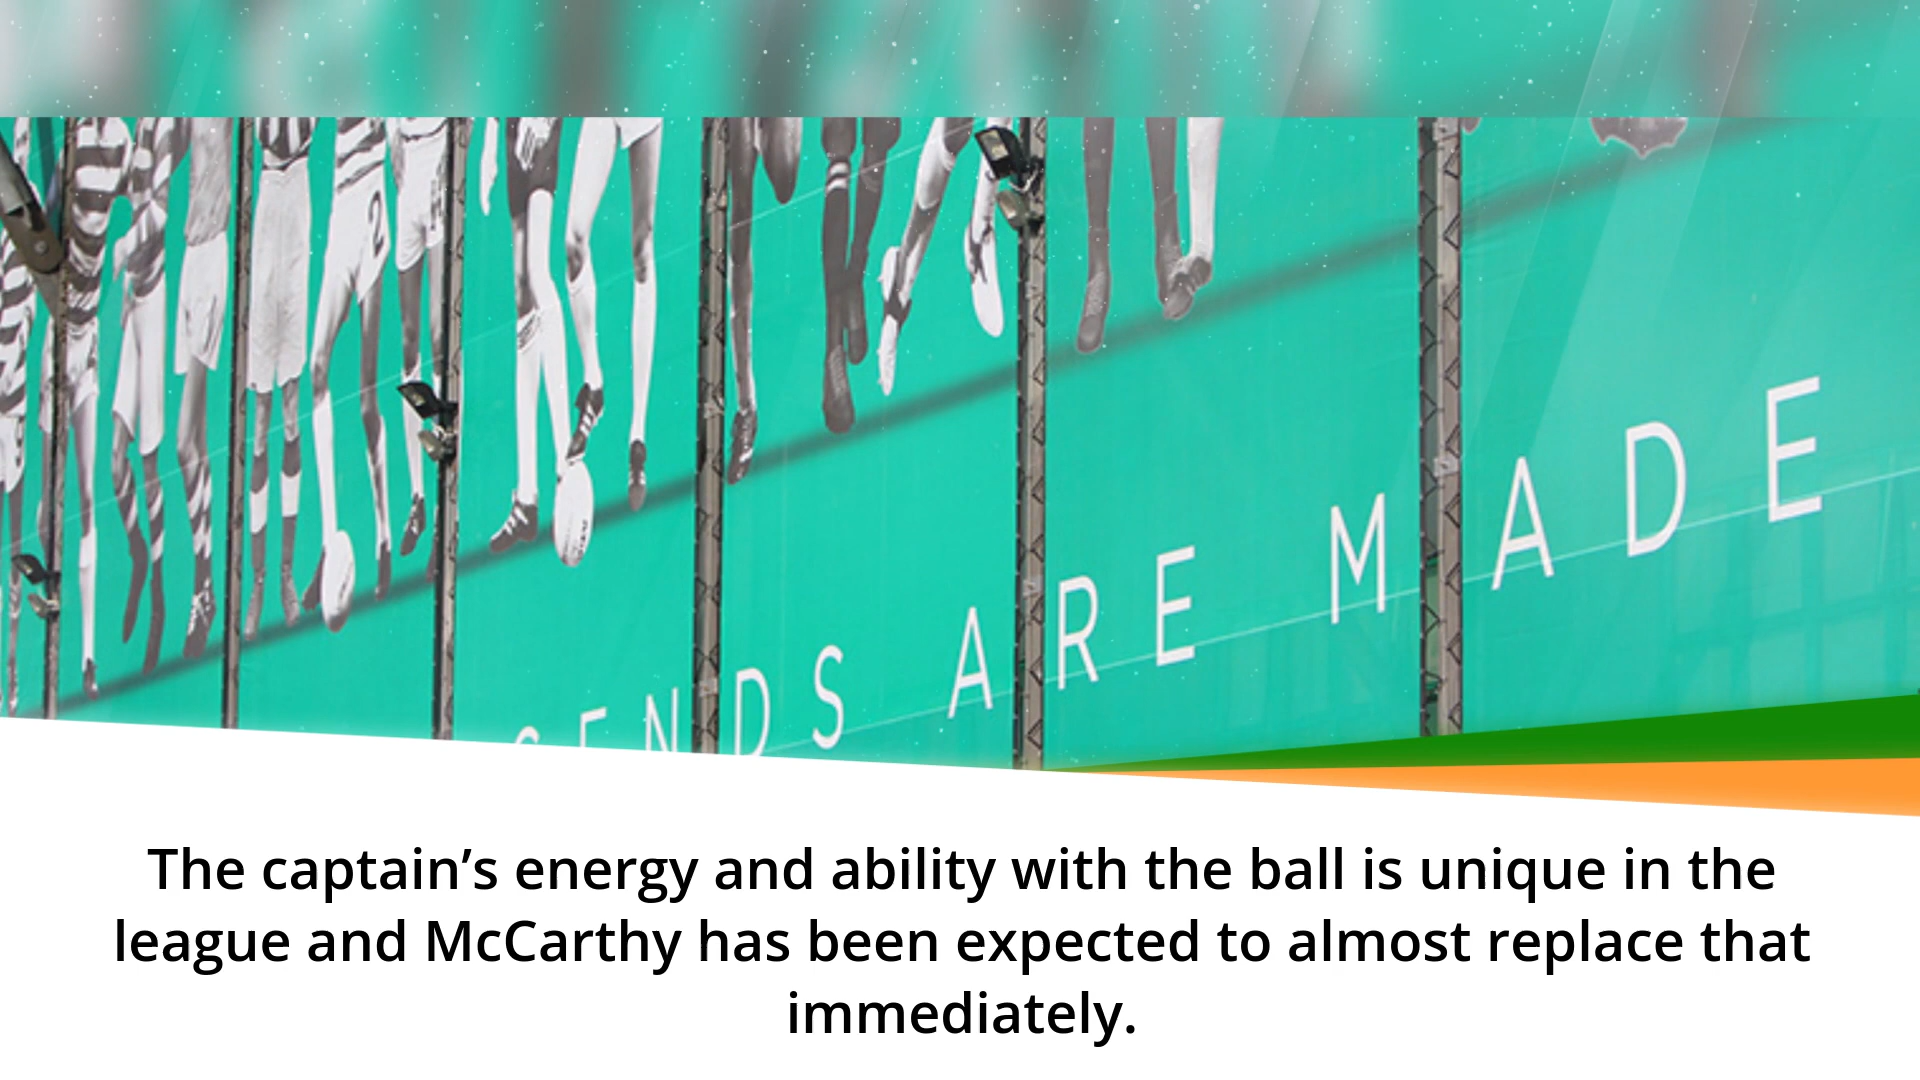 ENDS ARE MADE
The captain’s energy and ability with the ball is unique in the
league and McCarthy has been expected to almost replace that
immediately.